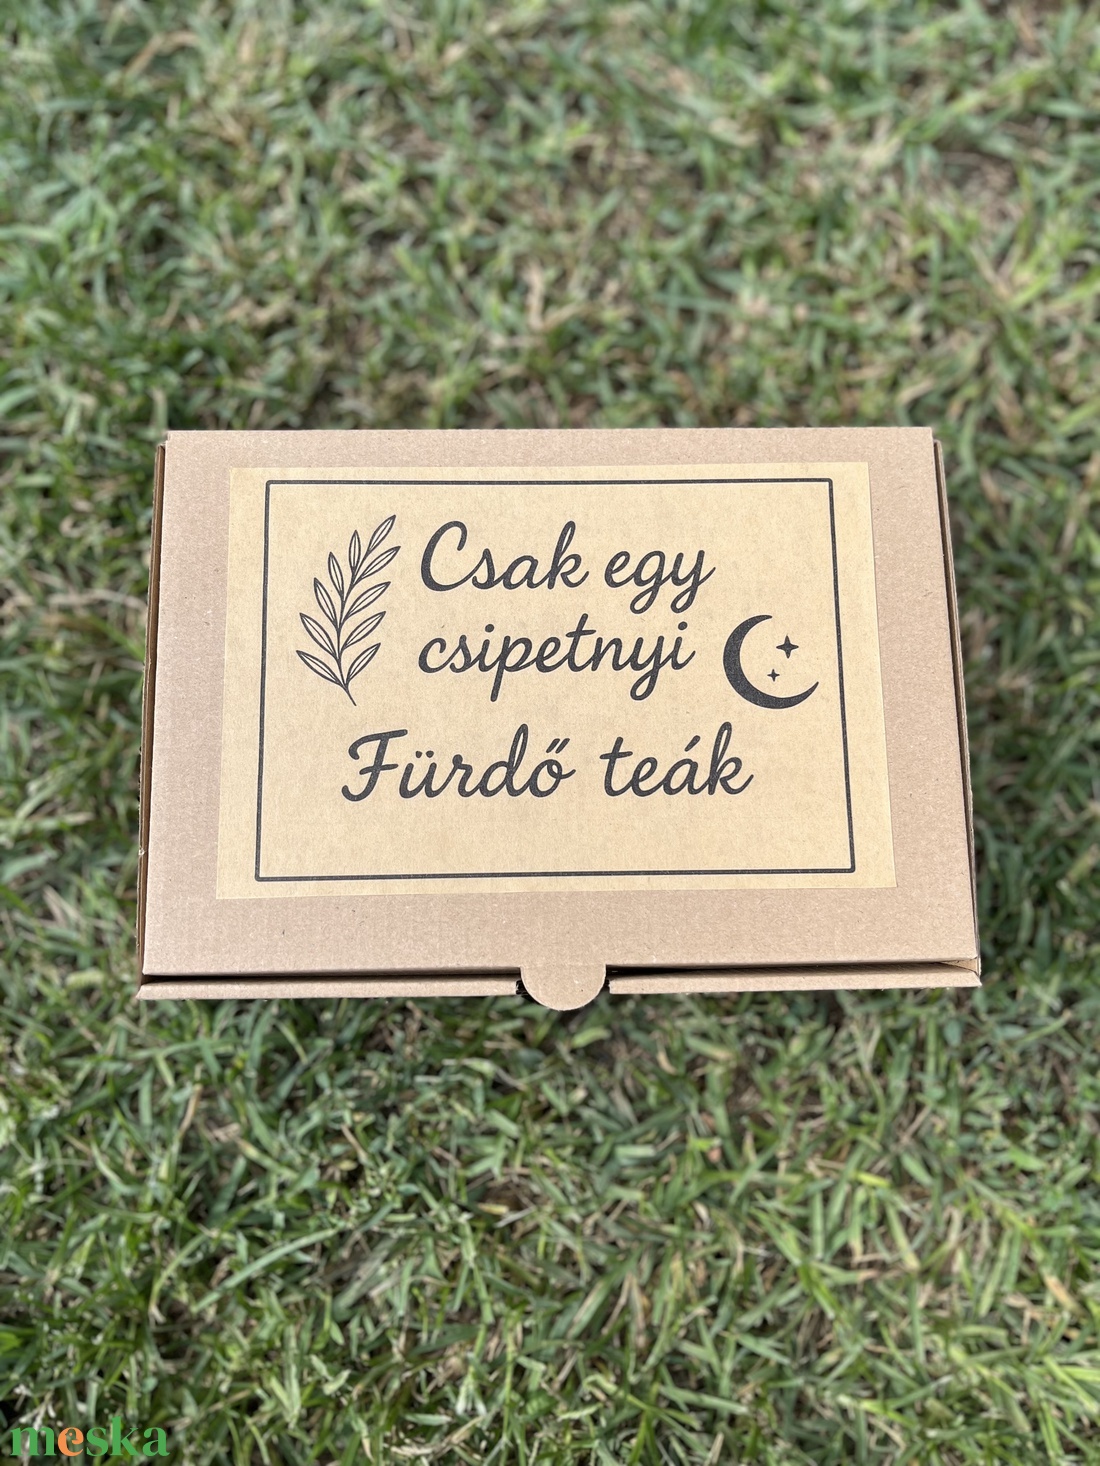 Csak egy
csipetnyi
Fürdő teák
meska